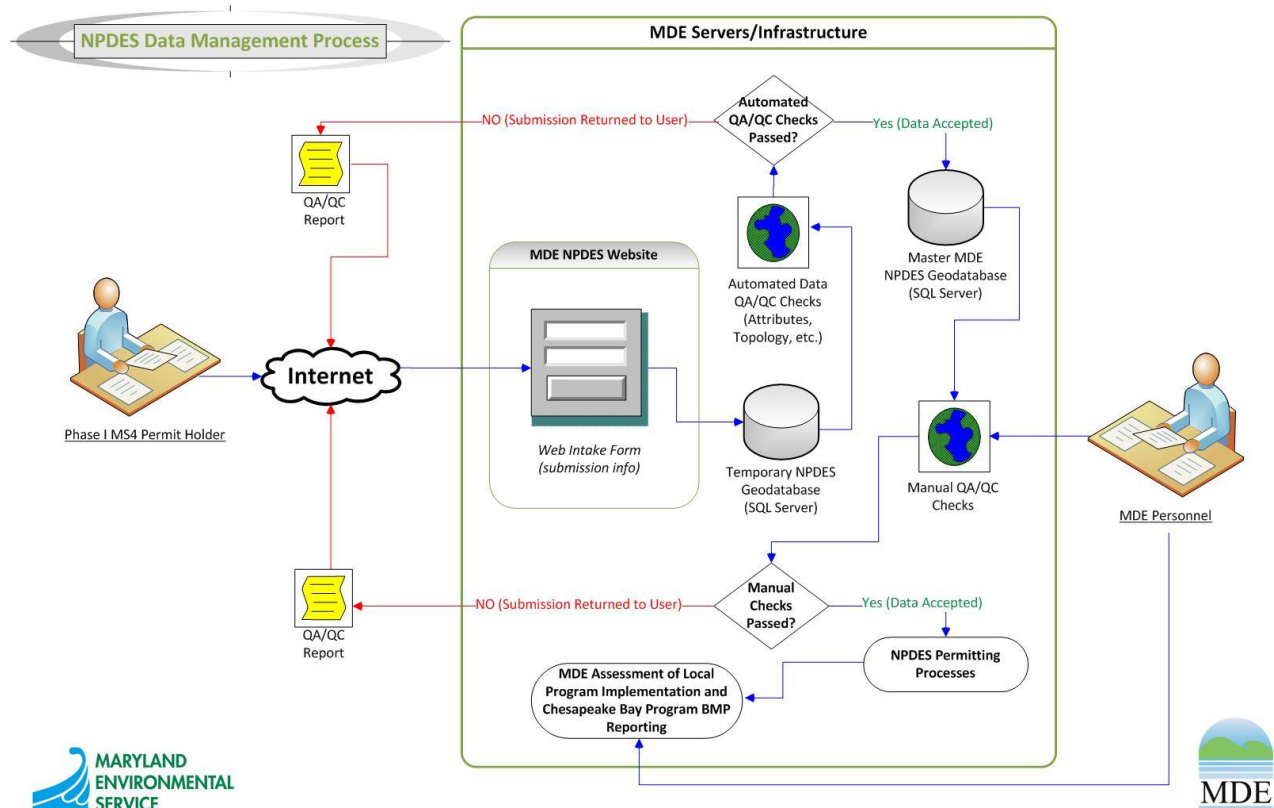 NPDES Data Management Process
MDE Servers/Infrastructure
Automated
QA/QC Checks
Passed?
NO (Submission Returned to User)
Yes (Data Accepted)
QA/QC
Report
Master MDE
NPDES Geodatabase
(SQL Server)
MDE NPDES Website
Automated Data
QA/QC Checks
(Attributes,
Topology, etc.)
Internet
Phase I MS4 Permit Holder
Web Intake Form
(submission info)
Temporary NPDES
Geodatabase
(SQL Server)
Manual QA/QC
Checks
MDE Personnel
Manual
Checks
Passed?
NO (Submission Returned to User)
Yes (Data Accepted)
QA/QC
Report
NPDES Permitting
Processes
MDE Assessment of Local
Program Implementation and
Chesapeake Bay Program BMP
Reporting
MARYLAND
ENVIRONMENTAL
SERVICE
MDE